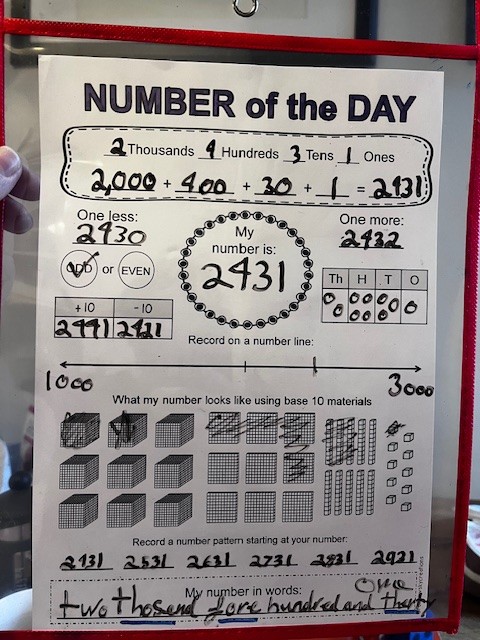 NUMBER of the DAY
2 Thousands 4 Hundreds 3 Tens 1 Ones
2,000 + 400 + 30 + 1 = 2431
One less:
2430
My
number is:
2431
One more:
2432
ODD or EVEN
Th H T O
+10 -10
2441 2421
Record on a number line:
1000 3000
What my number looks like using base 10 materials
Record a number pattern starting at your number:
2431 2531 2631 2731 2831 2931
My number in words:
one
two thosend fore hundred and therty